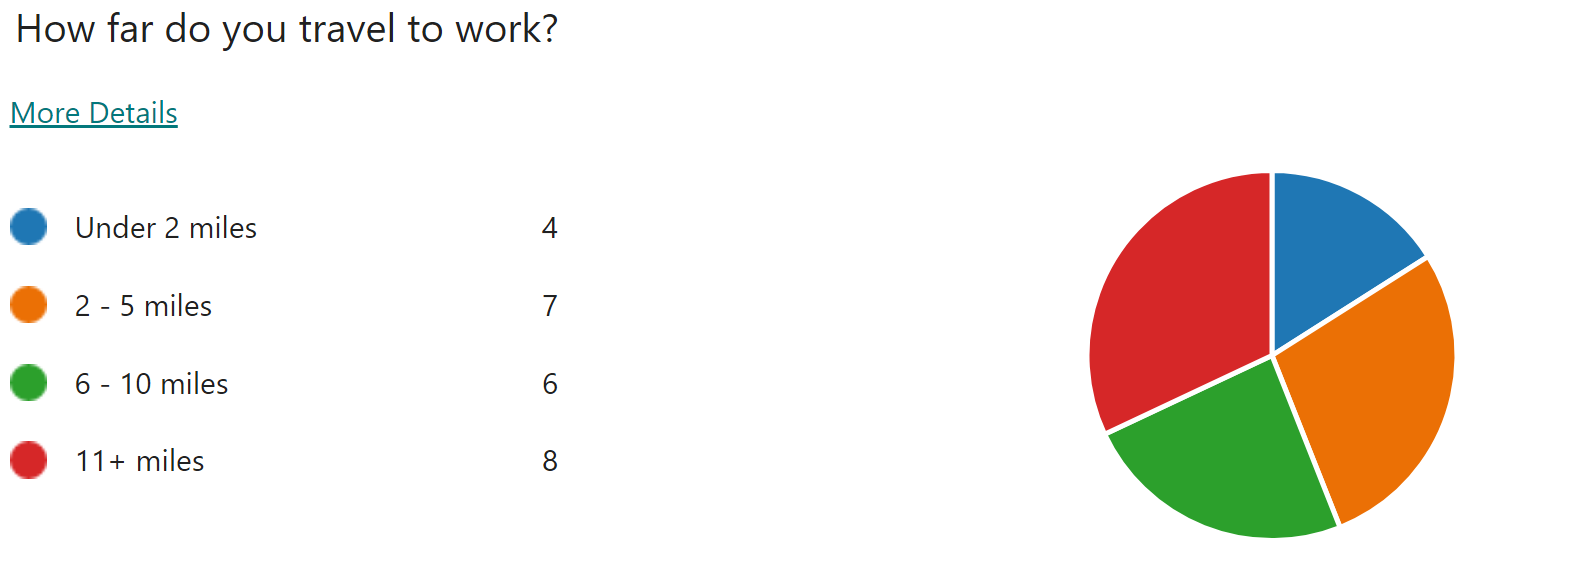 How far do you travel to work?
More Details
Under 2 miles 4
2 - 5 miles 7
6 - 10 miles 6
11+ miles 8